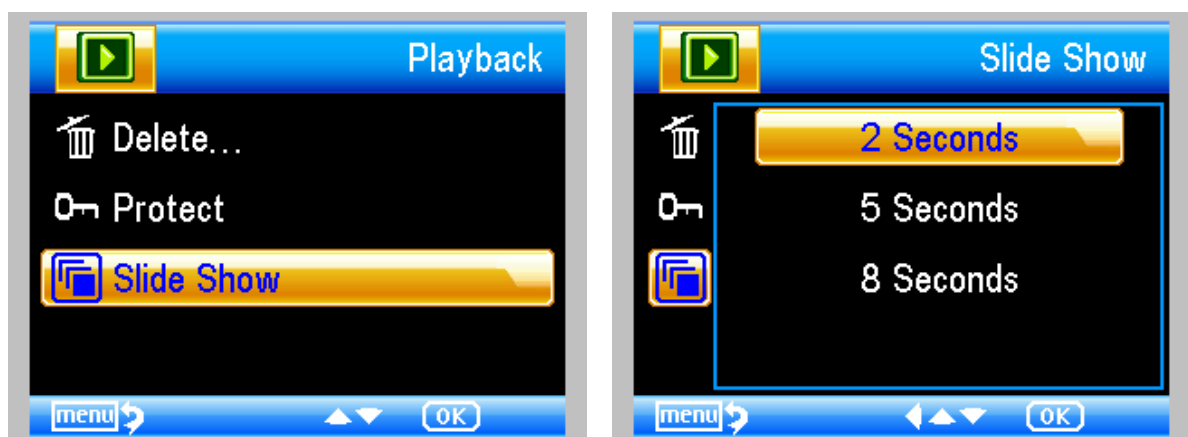 Playback
Delete...
Protect
Slide Show
menu OK
Slide Show
2 Seconds
5 Seconds
8 Seconds
menu OK